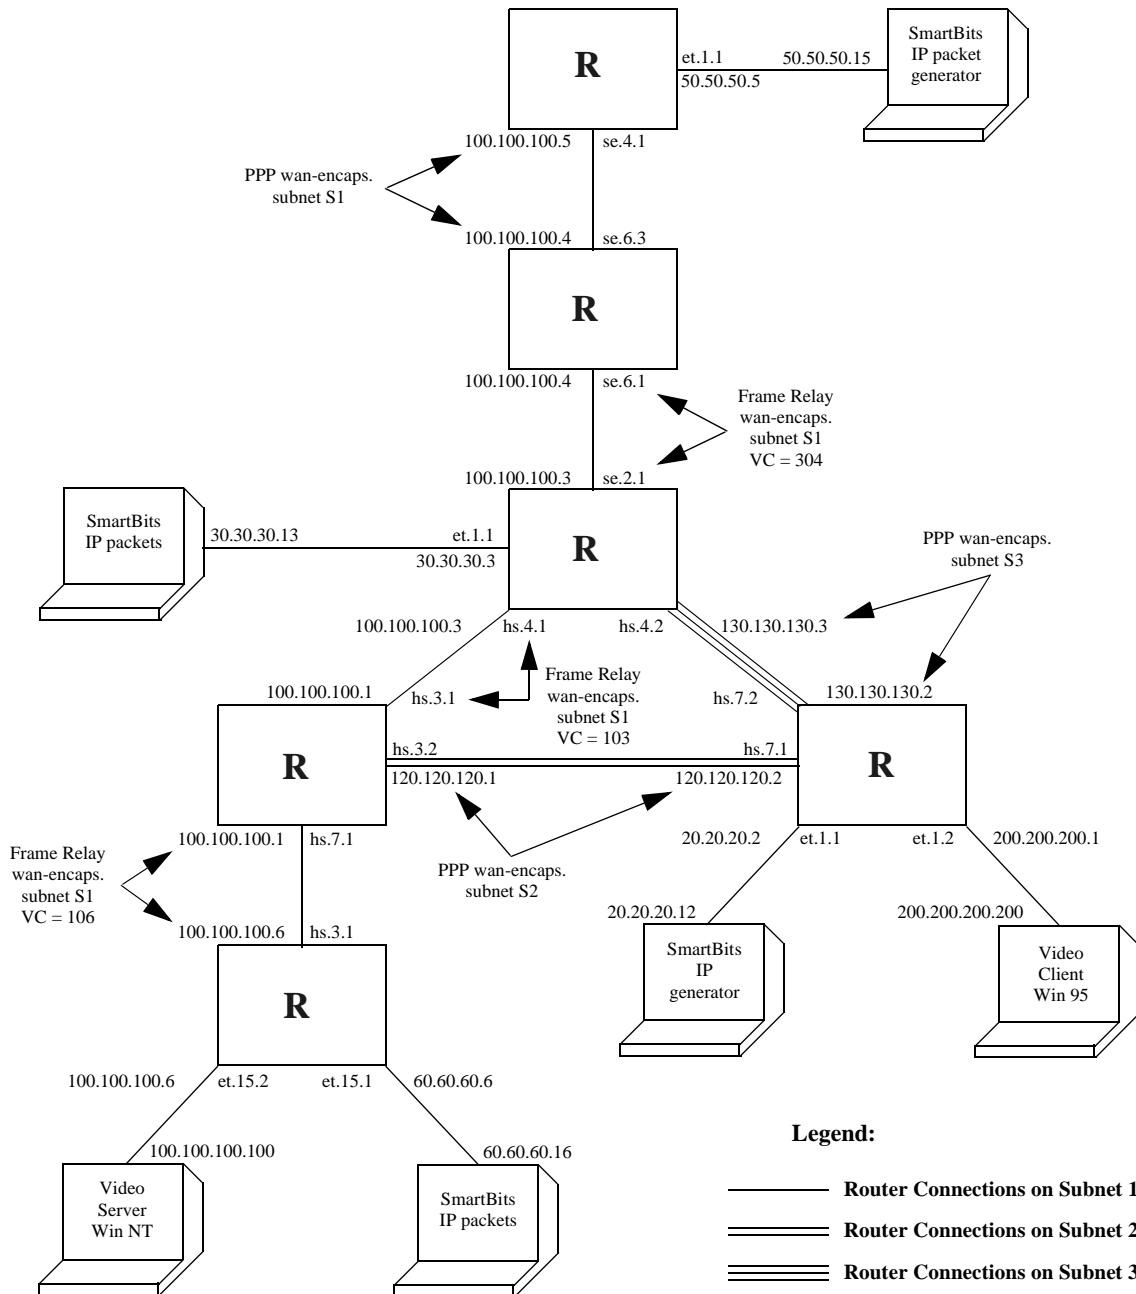 R
et.1.1
50.50.50.15
50.50.50.5
SmartBits
IP packet
generator
100.100.100.5
se.4.1
PPP wan-encaps.
subnet S1
100.100.100.4
se.6.3
R
100.100.100.4
se.6.1
Frame Relay
wan-encaps.
subnet S1
VC = 304
100.100.100.3
se.2.1
SmartBits
IP packets
30.30.30.13
et.1.1
30.30.30.3
R
PPP wan-encaps.
subnet S3
100.100.100.3
hs.4.1
hs.4.2
130.130.130.3
Frame Relay
wan-encaps.
subnet S1
VC = 103
100.100.100.1
hs.3.1
hs.7.2
130.130.130.2
R
hs.3.2
hs.7.1
120.120.120.1
120.120.120.2
R
100.100.100.1
hs.7.1
Frame Relay
wan-encaps.
subnet S1
VC = 106
PPP wan-encaps.
subnet S2
20.20.20.2
et.1.1
et.1.2
200.200.200.1
100.100.100.6
hs.3.1
20.20.20.12
200.200.200.200
SmartBits
IP
generator
Video
Client
Win 95
R
100.100.100.6
et.15.2
et.15.1
60.60.60.6
100.100.100.100
60.60.60.16
Video
Server
Win NT
SmartBits
IP packets
Legend:
Router Connections on Subnet 1
Router Connections on Subnet 2
Router Connections on Subnet 3